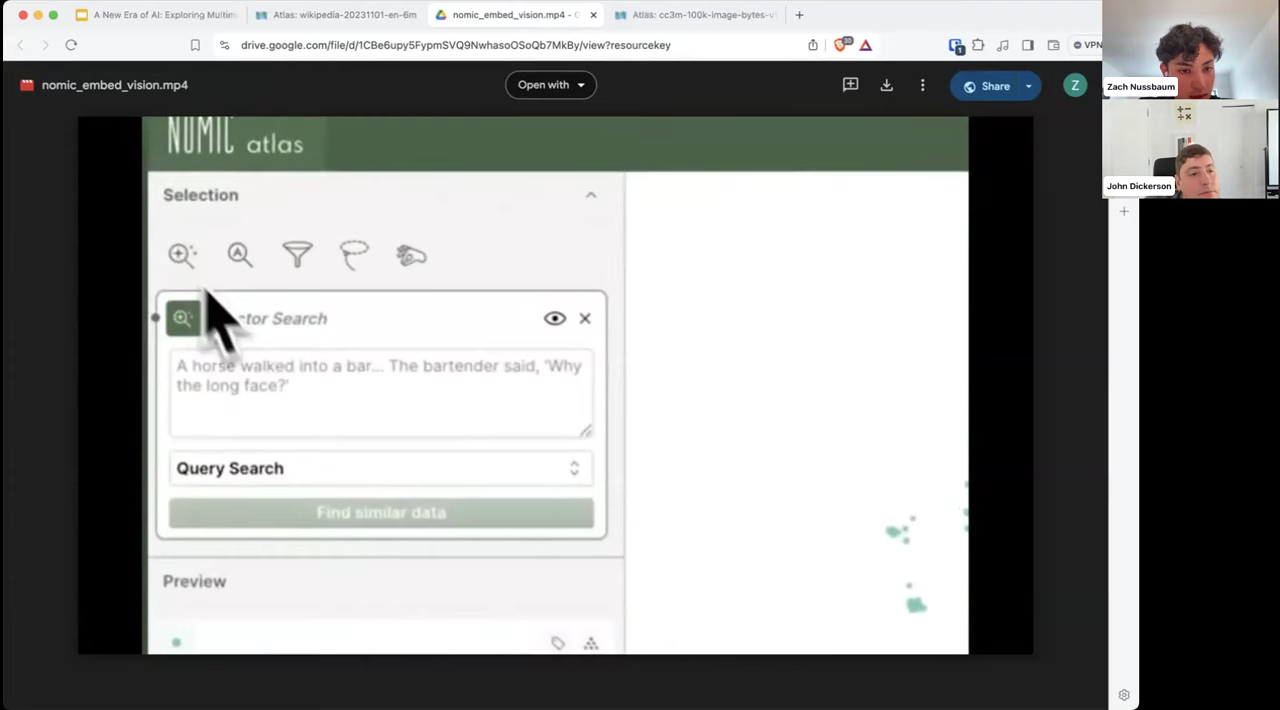 A New Era of AI: Exploring Multim
Atlas: wikipedia-20231101-en-6m
nomic_embed_vision.mp4 - G
Atlas: cc3m-100k-image-bytes-v
drive.google.com/file/d/1CBe6upy5FypmSVQ9NwhasoOSoQb7MkBy/view?resourcekey
VPN
nomic_embed_vision.mp4
Open with
Share
Z
Zach Nussbaum
John Dickerson
NOMIC atlas
Selection
Search
A horse walked into a bar... The bartender said, 'Why
the long face?'
Query Search
Find similar data
Preview